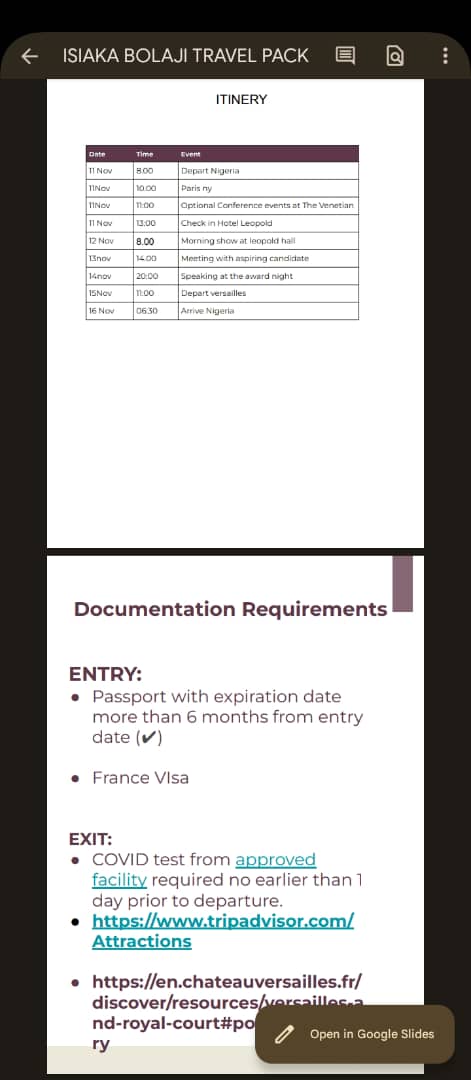 ISIAKA BOLAJI TRAVEL PACK
ITINERY
Date Time Event
11 Nov 8.00 Depart Nigeria
11Nov 10.00 Paris ny
11Nov 11:00 Optional Conference events at The Venetian
11 Nov 13:00 Check in Hotel Leopold
12 Nov 8.00 Morning show at leopold hall
13nov 14.00 Meeting with aspiring candidate
14nov 20:00 Speaking at the award night
15Nov 11:00 Depart versailles
16 Nov 0630 Arrive Nigeria
Documentation Requirements
ENTRY:
● Passport with expiration date
more than 6 months from entry
date (✔)
● France VIsa
EXIT:
● COVID test from approved
facility required no earlier than 1
day prior to departure.
● https://www.tripadvisor.com/
Attractions
● https://en.chateauversailles.fr/
discover/resources/versailles-a
nd-royal-court#po
ry
Open in Google Slides